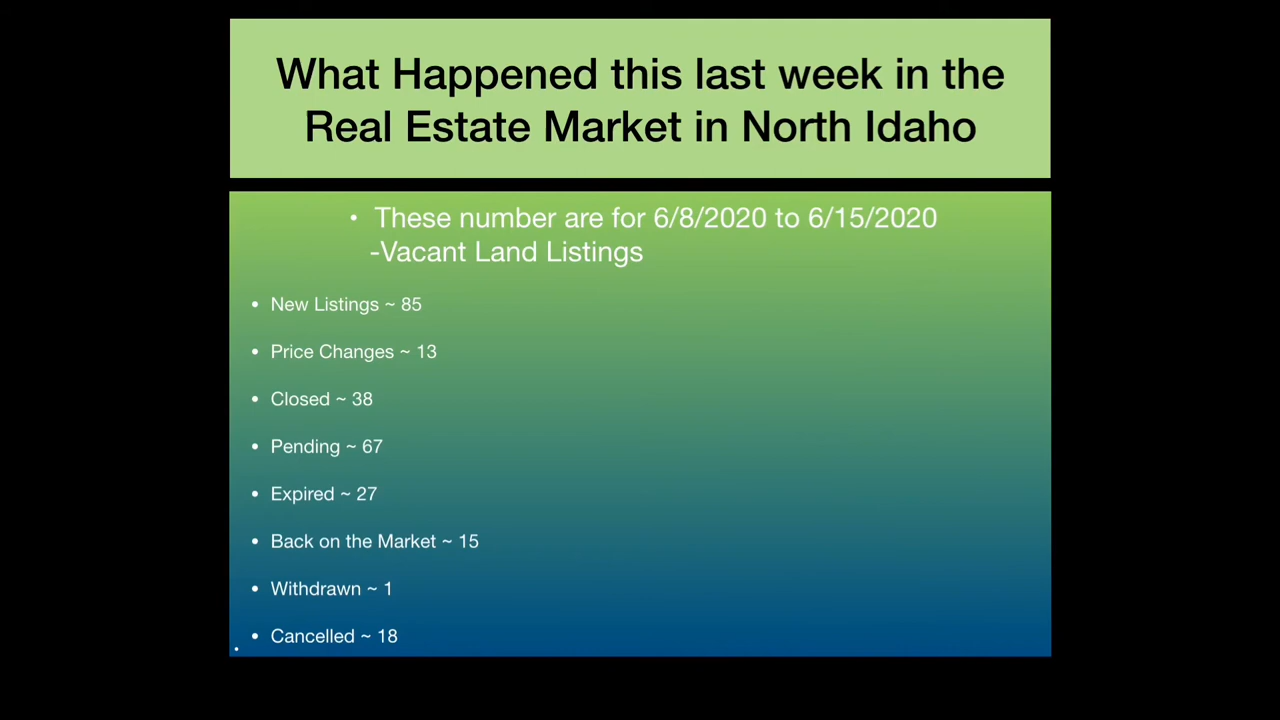 What Happened this last week in the
Real Estate Market in North Idaho
• These number are for 6/8/2020 to 6/15/2020
-Vacant Land Listings
• New Listings ~ 85
• Price Changes ~ 13
• Closed ~ 38
• Pending ~ 67
• Expired ~ 27
• Back on the Market ~ 15
• Withdrawn ~ 1
• Cancelled ~ 18
•